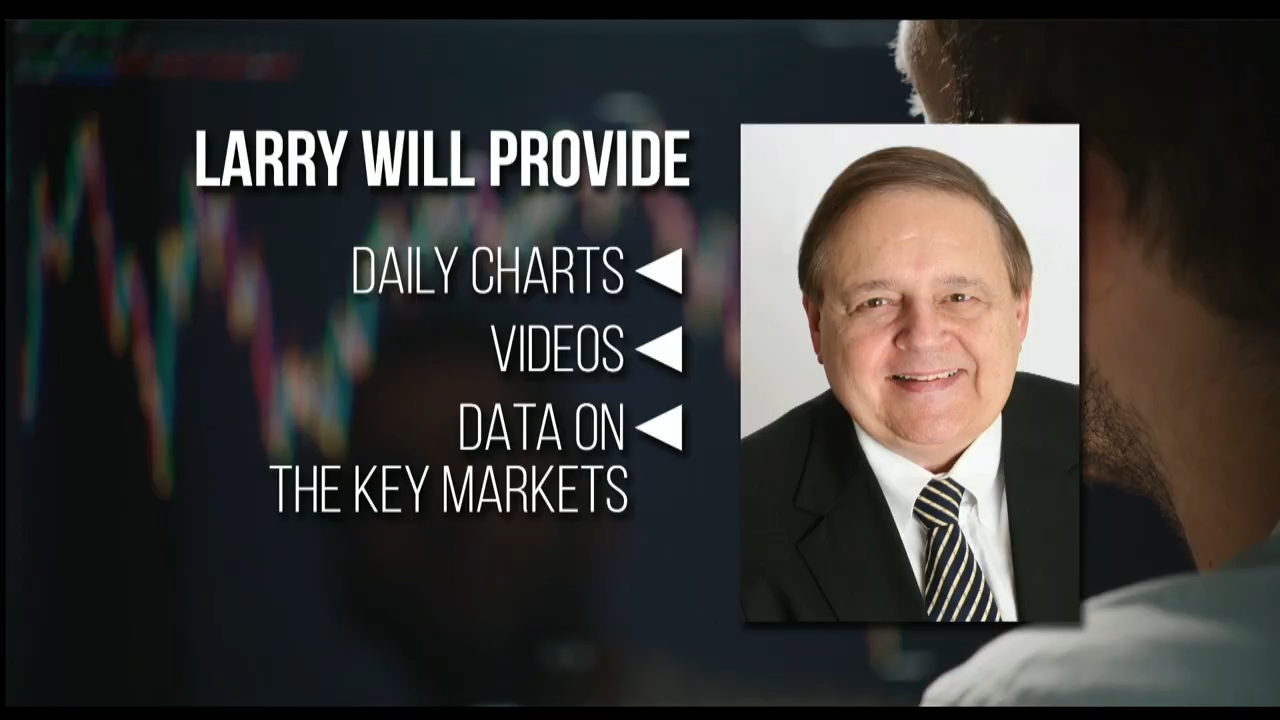 LARRY WILL PROVIDE
DAILY CHARTS
VIDEOS
DATA ON
THE KEY MARKETS